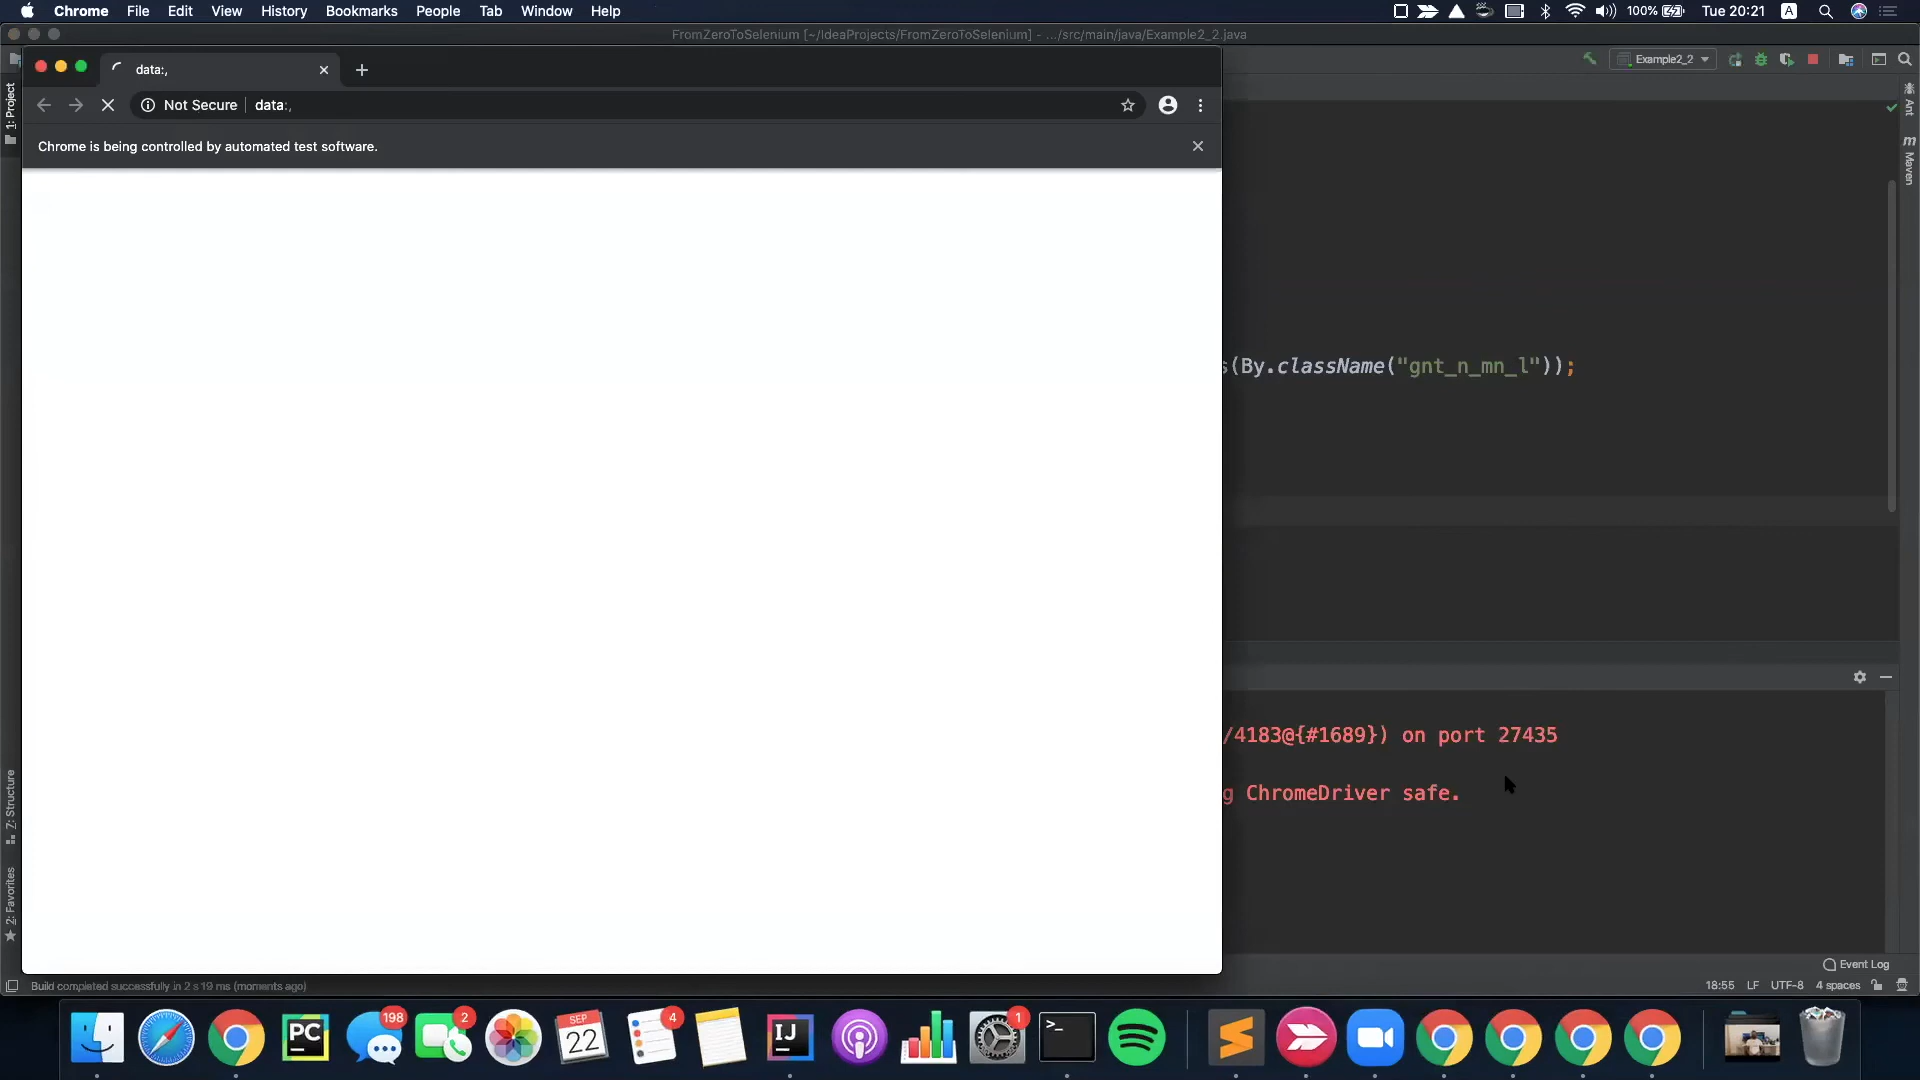 Chrome File Edit View History Bookmarks People Tab Window Help 100% Tue 20:21 A
FromZeroToSelenium [~/IdeaProjects/FromZeroToSelenium] - .../src/main/java/Example2_2.java
data:,
Example2_2
Not Secure data:,
Chrome is being controlled by automated test software.
1: Project
Ant
m
Maven
s(By.className("gnt_n_mn_l"));
/4183@{#1689}) on port 27435
g ChromeDriver safe.
Z: Structure
2: Favorites
Event Log
Build completed successfully in 2 s 19 ms (moments ago)
18:55 LF UTF-8 4 spaces
PC
198
2
SEP
22
4
IJ
1
>_